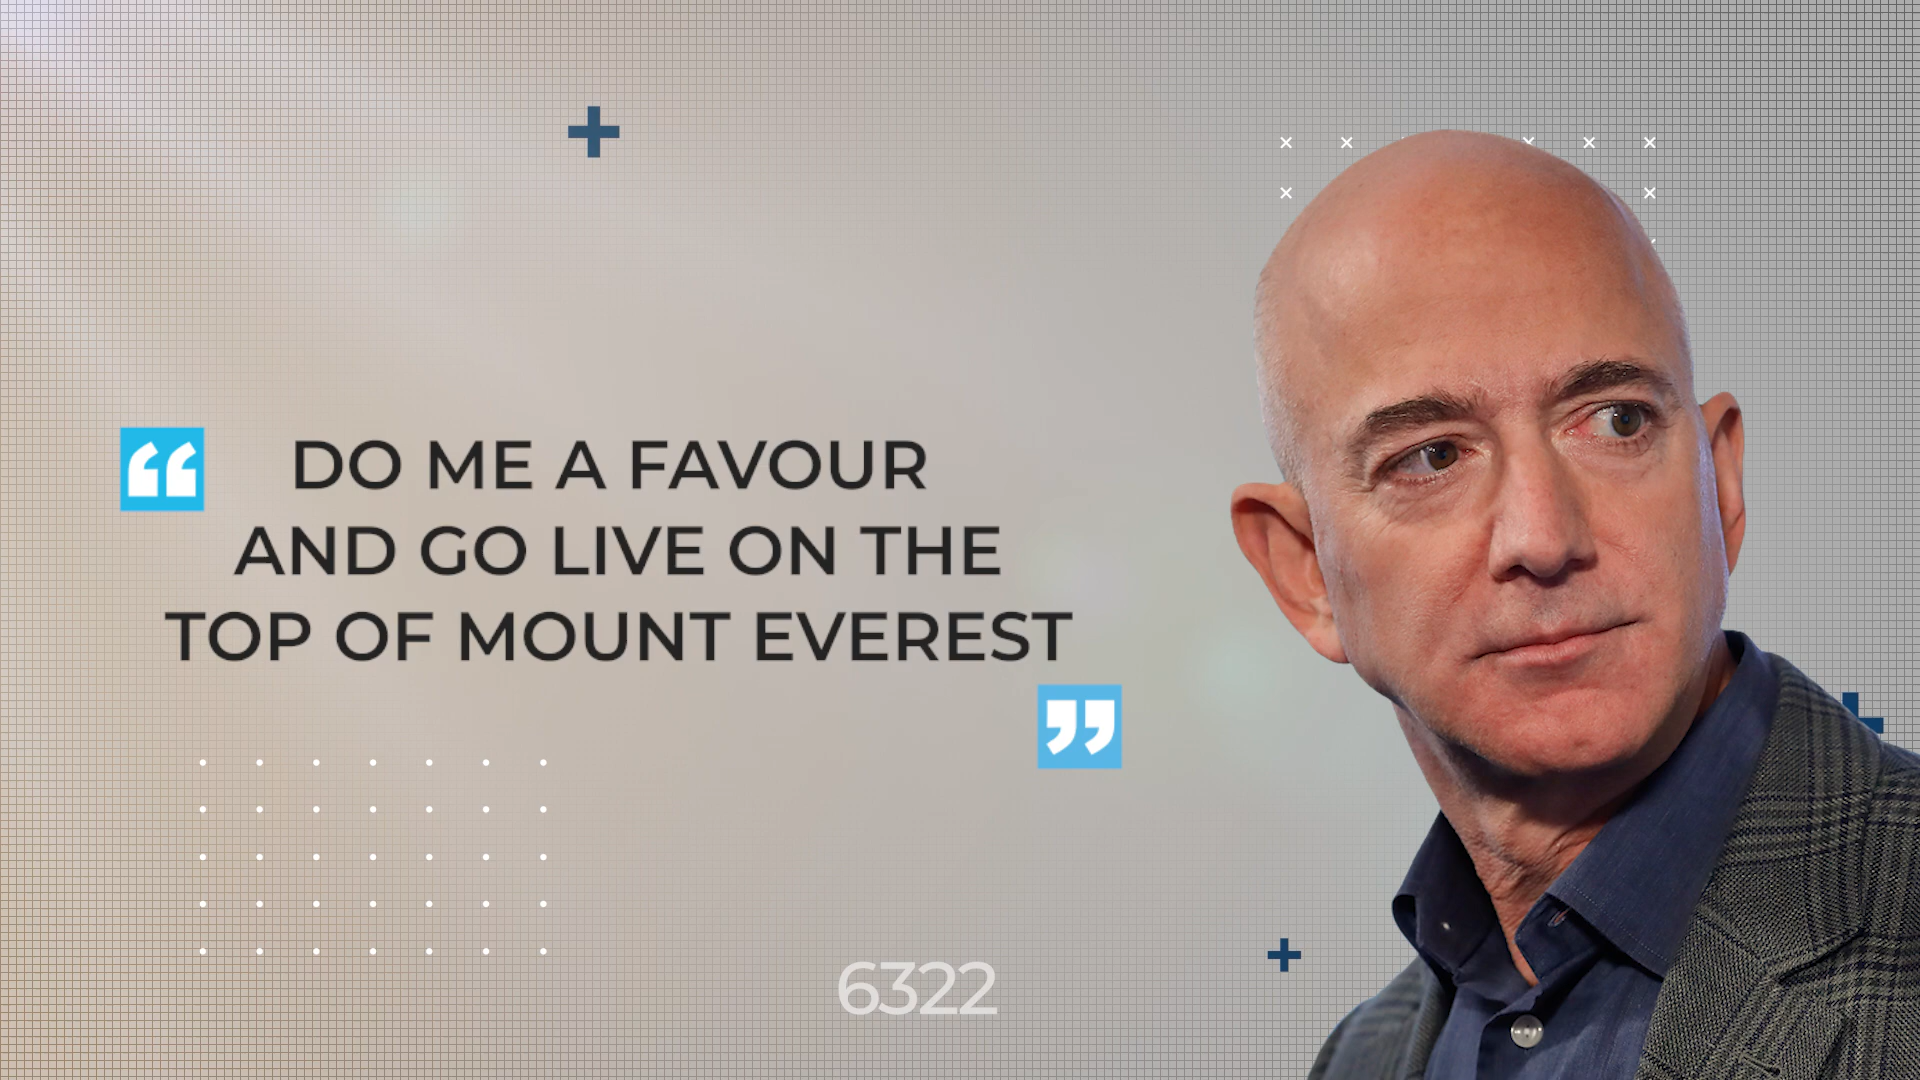 “ DO ME A FAVOUR
AND GO LIVE ON THE
TOP OF MOUNT EVEREST ”
6322